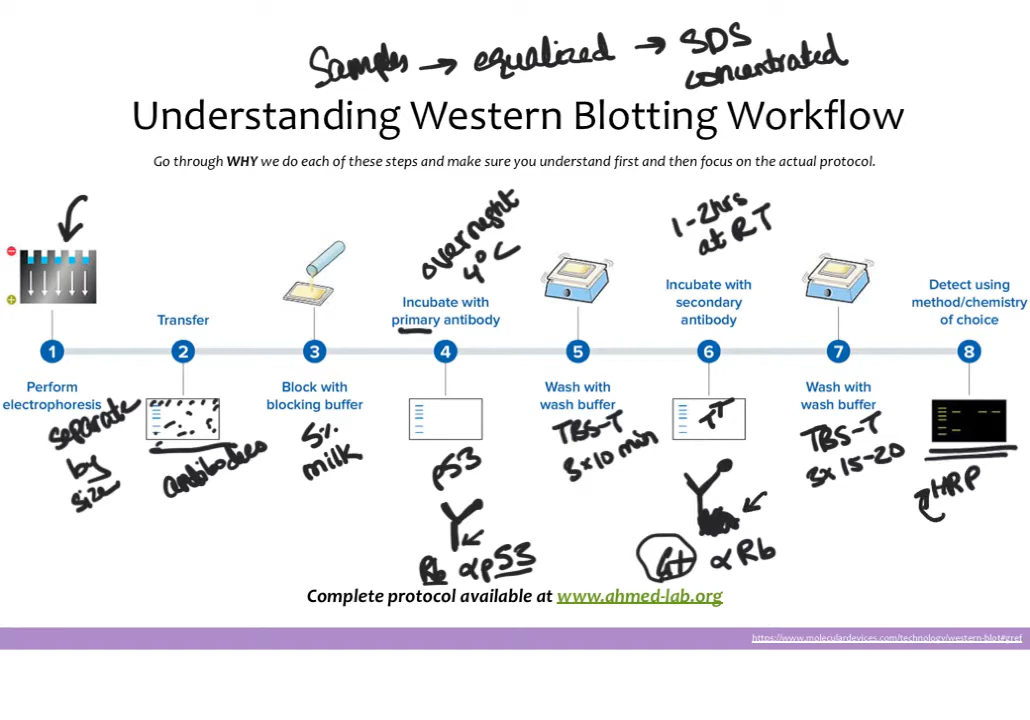 Samples → equalized → SDS
concentrated
Understanding Western Blotting Workflow
Go through WHY we do each of these steps and make sure you understand first and then focus on the actual protocol.
overnight
4°C
1-2hrs
at RT
Transfer
Incubate with
primary antibody
Incubate with
secondary
antibody
Detect using
method/chemistry
of choice
1 2 3 4 5 6 7 8
Perform
electrophoresis
Block with
blocking buffer
Wash with
wash buffer
Wash with
wash buffer
separate
by
size
antibodies
5%
milk
p53
Rb αp53
TBS-T
3x10 min
Gt αRb
TBS-T
3x 15-20
HRP
Complete protocol available at www.ahmed-lab.org
https://www.moleculardevices.com/technology/western-blot#gref